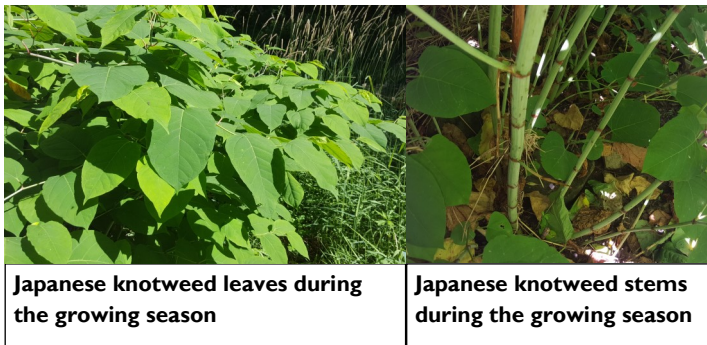 Japanese knotweed leaves during
the growing season
Japanese knotweed stems
during the growing season